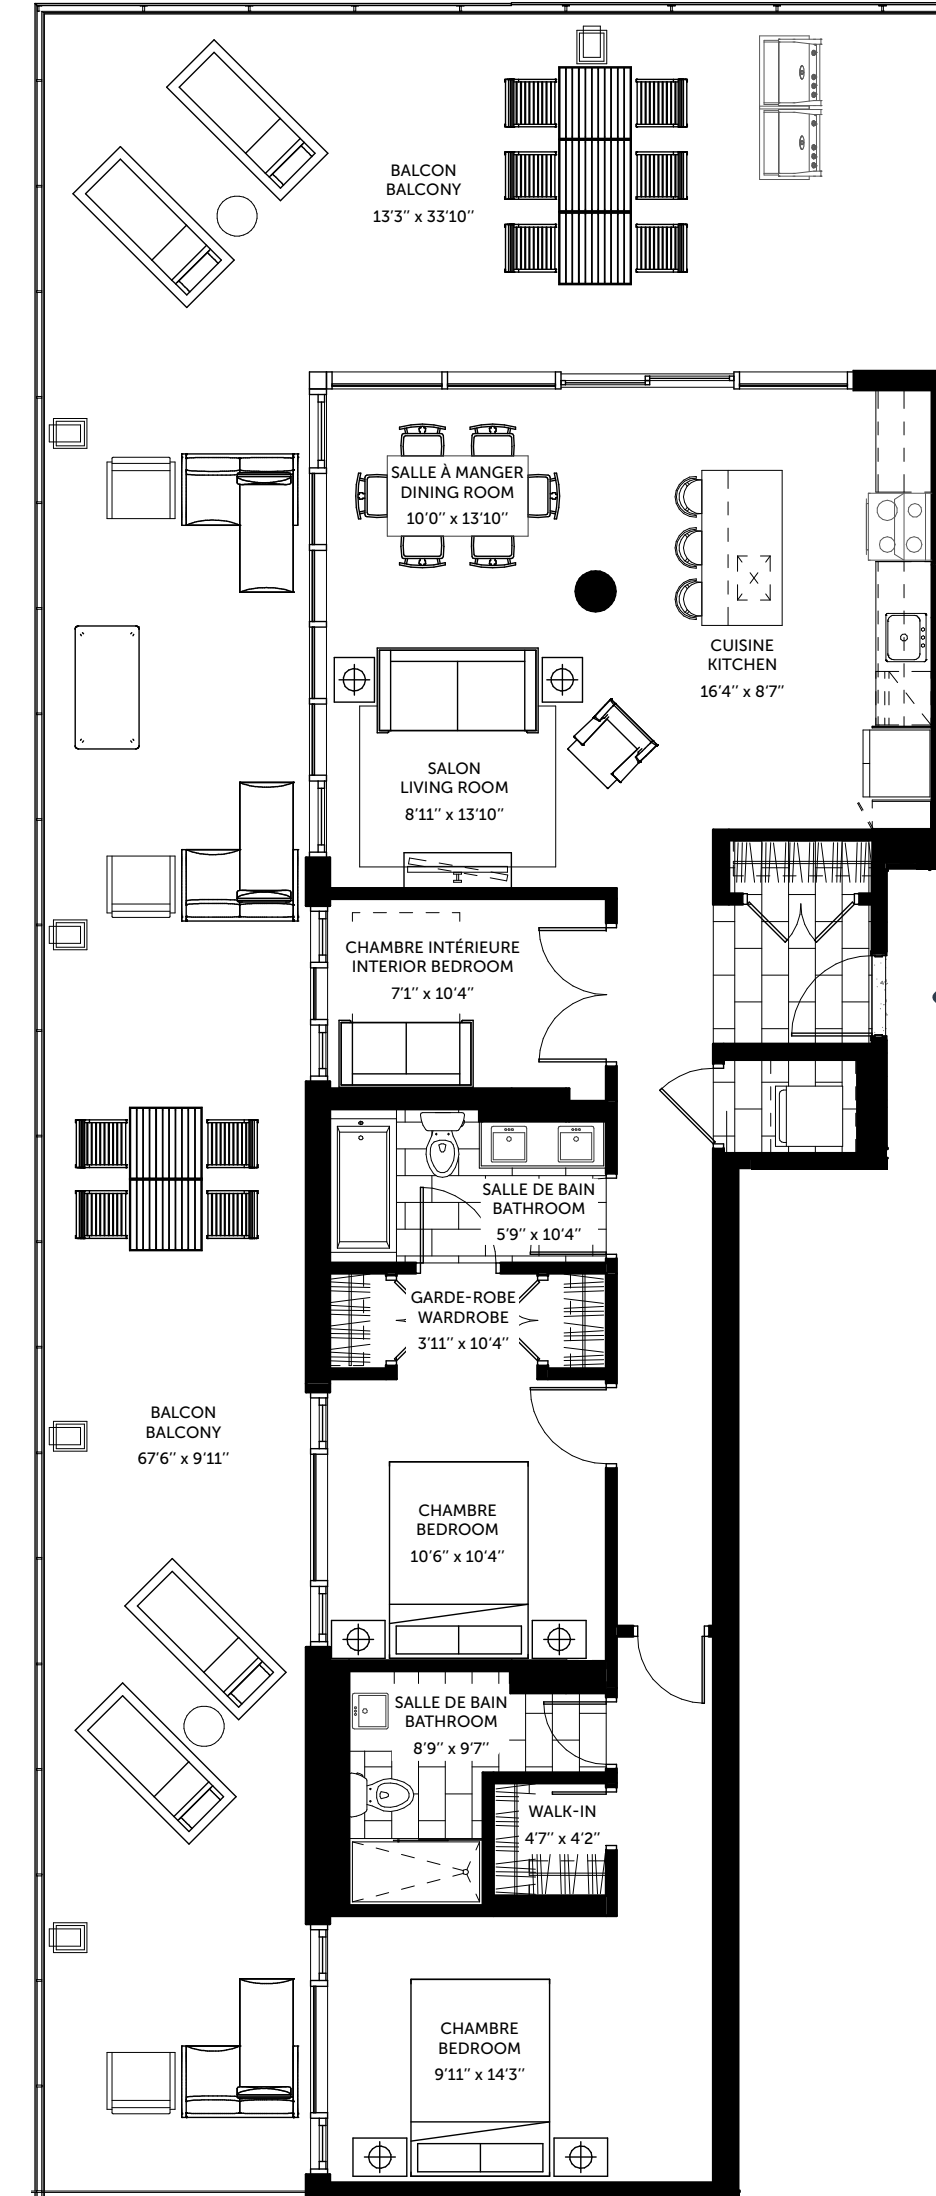 BALCON
BALCONY
13'3'' x 33'10''
SALLE À MANGER
DINING ROOM
10'0'' x 13'10''
CUISINE
KITCHEN
16'4'' x 8'7''
SALON
LIVING ROOM
8'11'' x 13'10''
CHAMBRE INTÉRIEURE
INTERIOR BEDROOM
7'1'' x 10'4''
SALLE DE BAIN
BATHROOM
5'9'' x 10'4''
GARDE-ROBE
WARDROBE
3'11'' x 10'4''
BALCON
BALCONY
67'6'' x 9'11''
CHAMBRE
BEDROOM
10'6'' x 10'4''
SALLE DE BAIN
BATHROOM
8'9'' x 9'7''
WALK-IN
4'7'' x 4'2''
CHAMBRE
BEDROOM
9'11'' x 14'3''